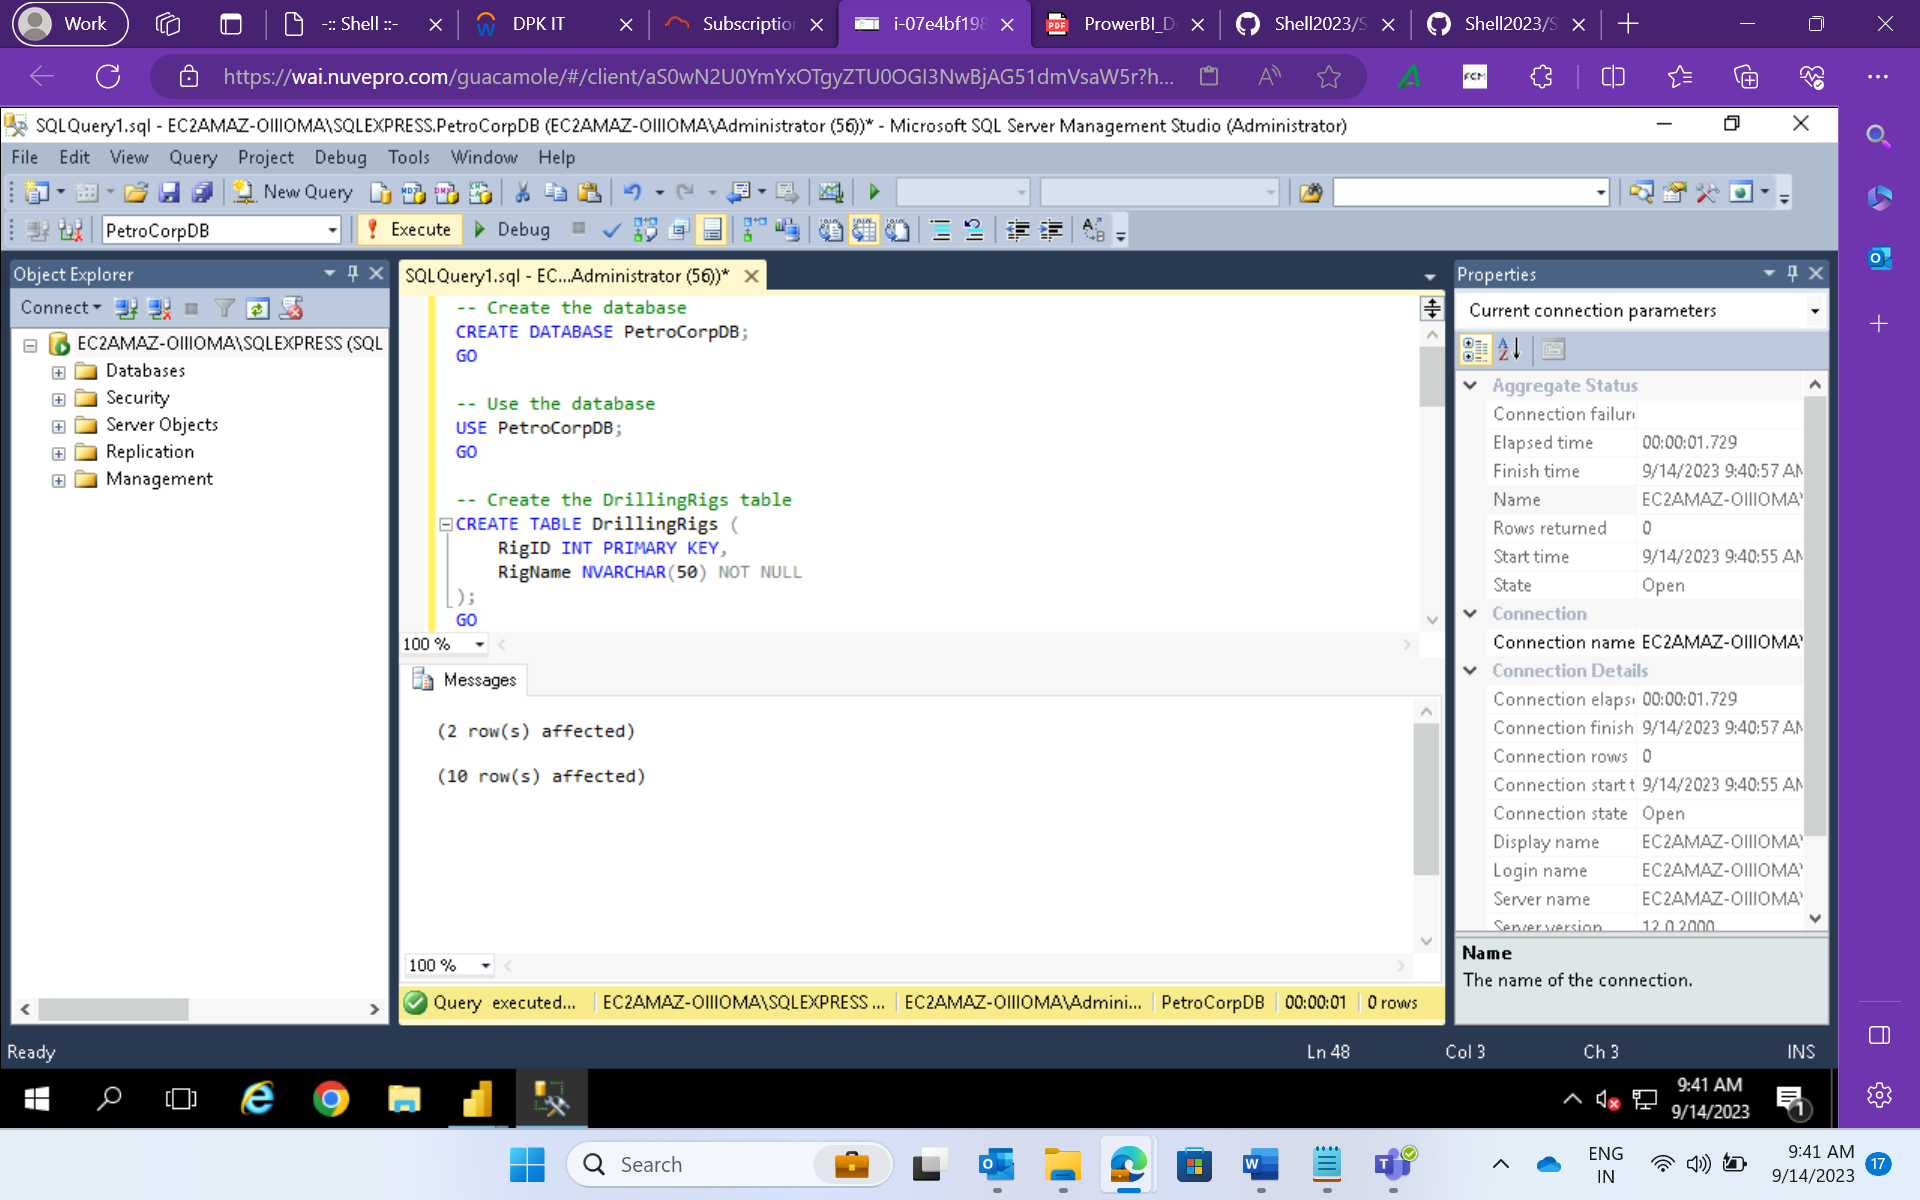 Work
-:: Shell ::-
DPK IT
Subscription
i-07e4bf198
ProwerBI_D
Shell2023/S
Shell2023/S
https://wai.nuvepro.com/guacamole/#/client/aS0wN2U0YmYxOTgyZTU0OGI3NwBjAG51dmVsaW5r?h...
SQLQuery1.sql - EC2AMAZ-OIIIOMA\SQLEXPRESS.PetroCorpDB (EC2AMAZ-OIIIOMA\Administrator (56))* - Microsoft SQL Server Management Studio (Administrator)
File Edit View Query Project Debug Tools Window Help
New Query
PetroCorpDB
Execute
Debug
Object Explorer
Connect
EC2AMAZ-OIIIOMA\SQLEXPRESS (SQL
Databases
Security
Server Objects
Replication
Management
SQLQuery1.sql - EC...Administrator (56))*
-- Create the database
CREATE DATABASE PetroCorpDB;
GO
-- Use the database
USE PetroCorpDB;
GO
-- Create the DrillingRigs table
CREATE TABLE DrillingRigs (
RigID INT PRIMARY KEY,
RigName NVARCHAR(50) NOT NULL
);
GO
100 %
Messages
(2 row(s) affected)
(10 row(s) affected)
100 %
Query executed...
EC2AMAZ-OIIIOMA\SQLEXPRESS ...
EC2AMAZ-OIIIOMA\Admini...
PetroCorpDB
00:00:01
0 rows
Properties
Current connection parameters
Aggregate Status
Connection failur
Elapsed time 00:00:01.729
Finish time 9/14/2023 9:40:57 AM
Name EC2AMAZ-OIIIOMA\
Rows returned 0
Start time 9/14/2023 9:40:55 AM
State Open
Connection
Connection name EC2AMAZ-OIIIOMA\
Connection Details
Connection elaps 00:00:01.729
Connection finish 9/14/2023 9:40:57 AM
Connection rows 0
Connection start t 9/14/2023 9:40:55 AM
Connection state Open
Display name EC2AMAZ-OIIIOMA\
Login name EC2AMAZ-OIIIOMA\
Server name EC2AMAZ-OIIIOMA\
Server version 12.0.2000
Name
The name of the connection.
Ready
Ln 48
Col 3
Ch 3
INS
9:41 AM
9/14/2023
1
Search
ENG
IN
9:41 AM
9/14/2023
17